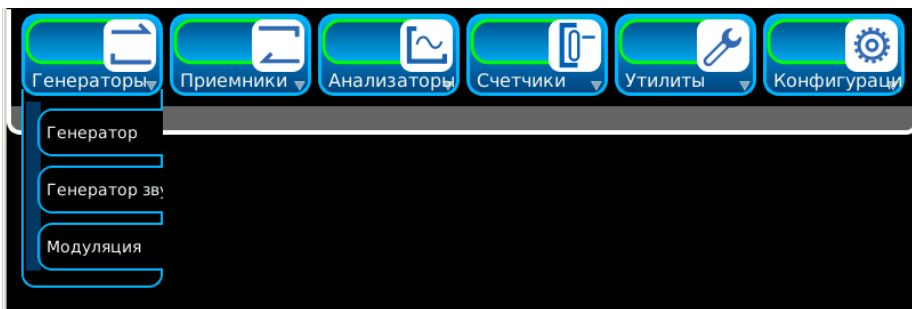 Генераторы Приемники Анализаторы Счетчики Утилиты Конфигураци
Генератор
Генератор зву
Модуляция